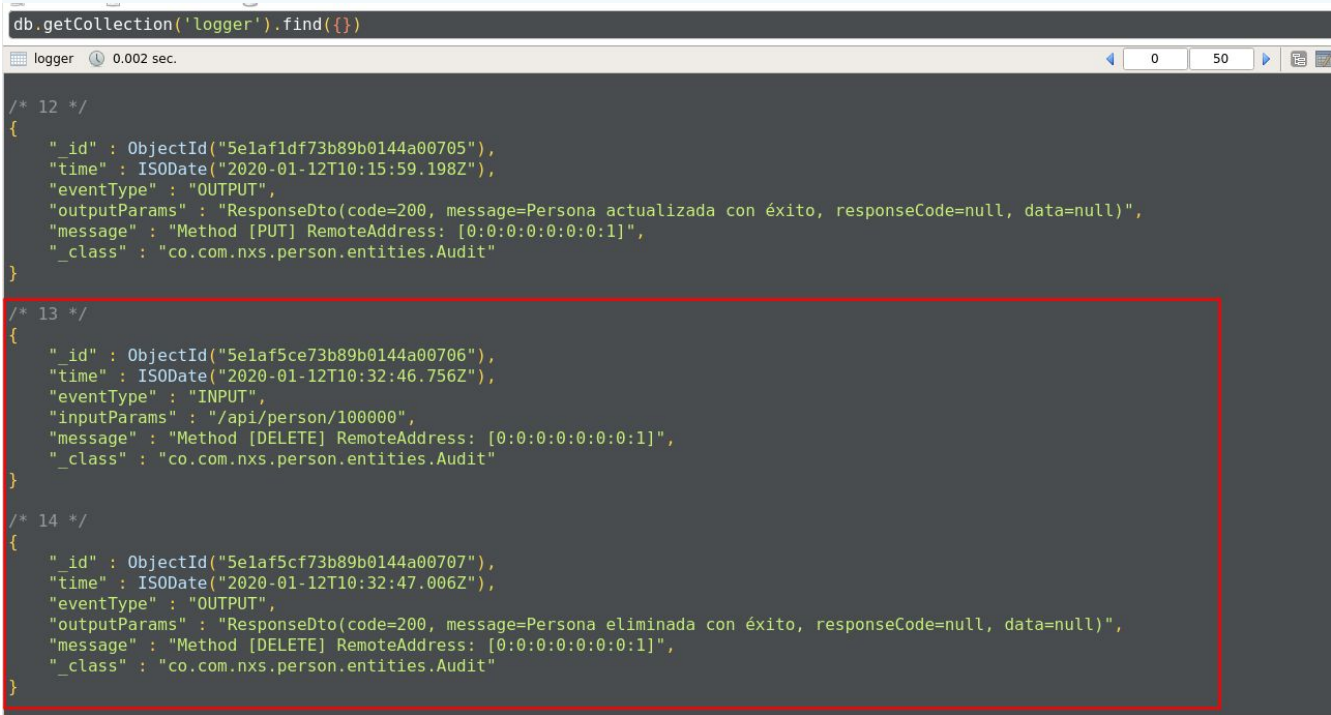 db.getCollection('logger').find({})
logger 0.002 sec. 0 50
/* 12 */
{
"_id" : ObjectId("5e1af1df73b89b0144a00705"),
"time" : ISODate("2020-01-12T10:15:59.198Z"),
"eventType" : "OUTPUT",
"outputParams" : "ResponseDto(code=200, message=Persona actualizada con éxito, responseCode=null, data=null)",
"message" : "Method [PUT] RemoteAddress: [0:0:0:0:0:0:0:1]",
"_class" : "co.com.nxs.person.entities.Audit"
}
/* 13 */
{
"_id" : ObjectId("5e1af5ce73b89b0144a00706"),
"time" : ISODate("2020-01-12T10:32:46.756Z"),
"eventType" : "INPUT",
"inputParams" : "/api/person/100000",
"message" : "Method [DELETE] RemoteAddress: [0:0:0:0:0:0:0:1]",
"_class" : "co.com.nxs.person.entities.Audit"
}
/* 14 */
{
"_id" : ObjectId("5e1af5cf73b89b0144a00707"),
"time" : ISODate("2020-01-12T10:32:47.006Z"),
"eventType" : "OUTPUT",
"outputParams" : "ResponseDto(code=200, message=Persona eliminada con éxito, responseCode=null, data=null)",
"message" : "Method [DELETE] RemoteAddress: [0:0:0:0:0:0:0:1]",
"_class" : "co.com.nxs.person.entities.Audit"
}